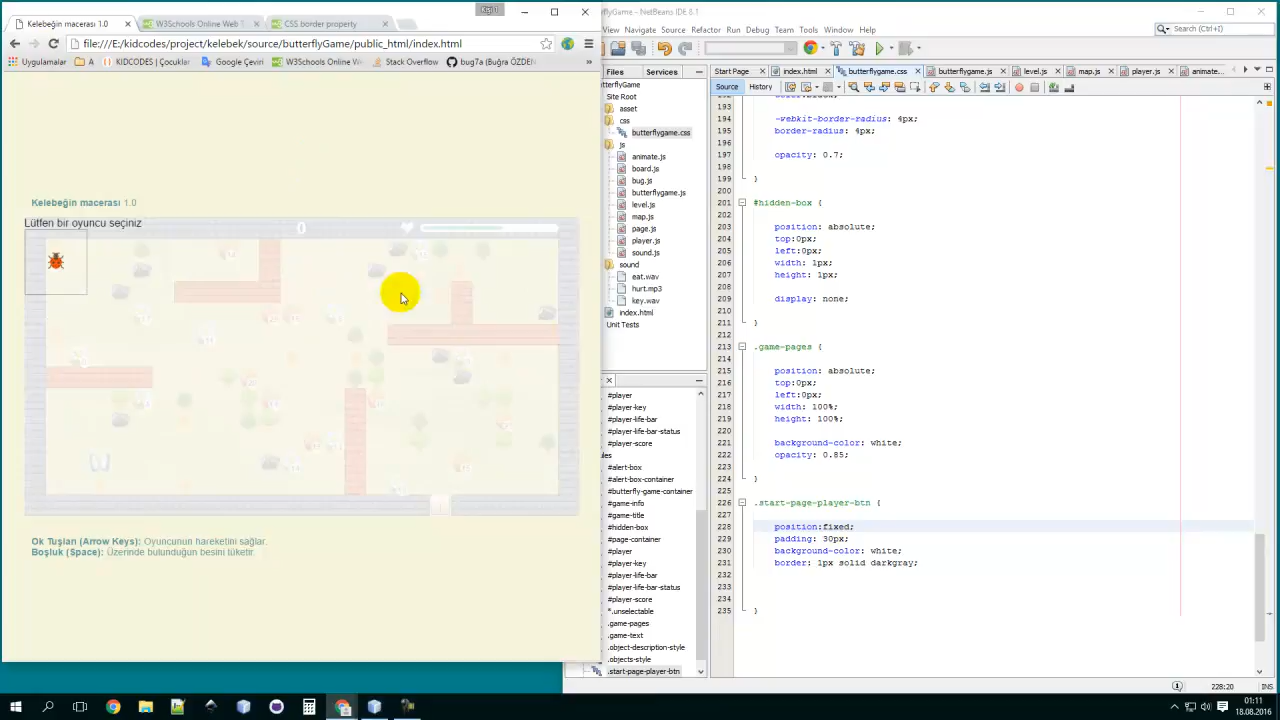 Kelebeğin macerası 1.0
W3Schools Online Web T
CSS border property
Kişi 1
file:///E:/kidcodes/project/kelebek/source/butterflyGame/public_html/index.html
Uygulamalar
A
KIDCODES | Çocuklar
Google Çeviri
W3Schools Online We
Stack Overflow
bug7a (Buğra ÖZDEN
»
Kelebeğin macerası 1.0
Lütfen bir oyuncu seçiniz
0
Ok Tuşları (Arrow Keys): Oyuncunun hareketini sağlar.
Boşluk (Space): Üzerinde bulunduğun besini tüketir.
flyGame - NetBeans IDE 8.1
View Navigate Source Refactor Run Debug Team Tools Window Help
Search (Ctrl+I)
Files Services
Start Page index.html butterflygame.css butterflygame.js level.js map.js player.js animate...
Source History
tterflyGame
Site Root
asset
css
butterflygame.css
js
animate.js
board.js
bug.js
butterflygame.js
level.js
map.js
page.js
player.js
sound.js
sound
eat.wav
hurt.mp3
key.wav
index.html
Unit Tests
#player
#player-key
#player-life-bar
#player-life-bar-status
#player-score
ules
#alert-box
#alert-box-container
#butterfly-game-container
#game-info
#game-title
#hidden-box
#page-container
#player
#player-key
#player-life-bar
#player-life-bar-status
#player-score
*.unselectable
.game-pages
.game-text
.object-description-style
.objects-style
.start-page-player-btn
193
194 -webkit-border-radius: 4px;
195 border-radius: 4px;
196
197 opacity: 0.7;
198
199 }
200
201 #hidden-box {
202
203 position: absolute;
204 top:0px;
205 left:0px;
206 width: 1px;
207 height: 1px;
208
209 display: none;
210
211 }
212
213 .game-pages {
214
215 position: absolute;
216 top:0px;
217 left:0px;
218 width: 100%;
219 height: 100%;
220
221 background-color: white;
222 opacity: 0.85;
223
224 }
225
226 .start-page-player-btn {
227
228 position:fixed;
229 padding: 30px;
230 background-color: white;
231 border: 1px solid darkgray;
232
233
234
235 }
228:20 INS
01:11
18.08.2016